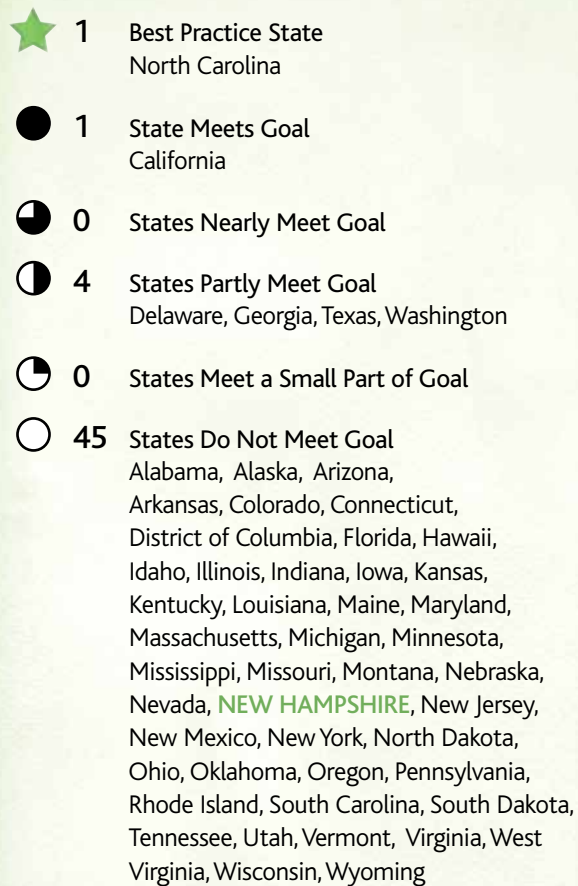 1 Best Practice State
North Carolina
1 State Meets Goal
California
0 States Nearly Meet Goal
4 States Partly Meet Goal
Delaware, Georgia, Texas, Washington
0 States Meet a Small Part of Goal
45 States Do Not Meet Goal
Alabama, Alaska, Arizona,
Arkansas, Colorado, Connecticut,
District of Columbia, Florida, Hawaii,
Idaho, Illinois, Indiana, Iowa, Kansas,
Kentucky, Louisiana, Maine, Maryland,
Massachusetts, Michigan, Minnesota,
Mississippi, Missouri, Montana, Nebraska,
Nevada, NEW HAMPSHIRE, New Jersey,
New Mexico, New York, North Dakota,
Ohio, Oklahoma, Oregon, Pennsylvania,
Rhode Island, South Carolina, South Dakota,
Tennessee, Utah, Vermont, Virginia, West
Virginia, Wisconsin, Wyoming